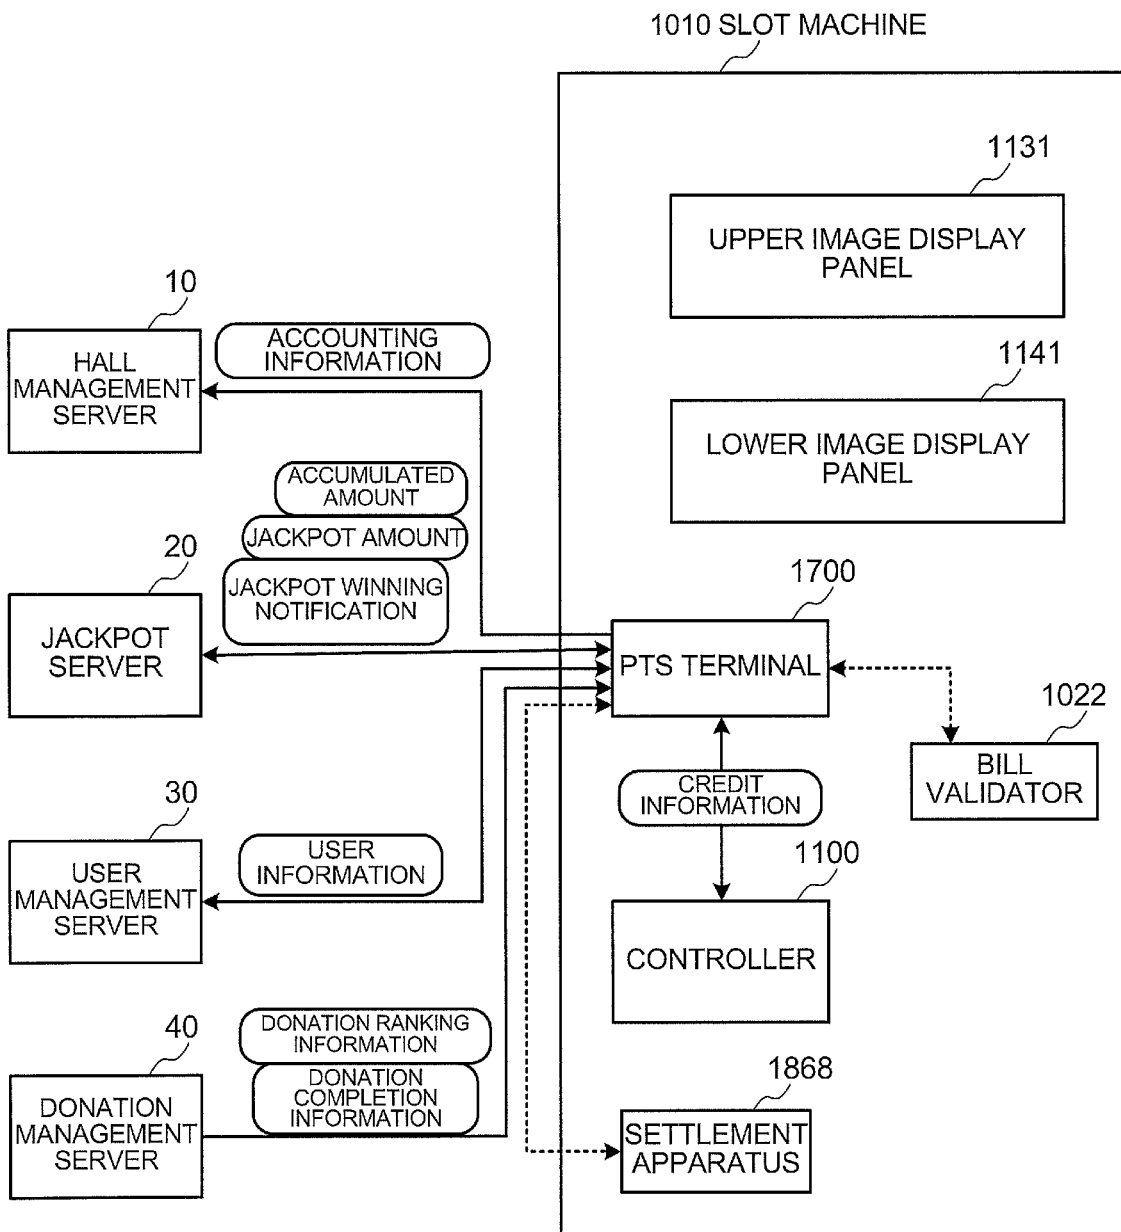 1010 SLOT MACHINE
1131
UPPER IMAGE DISPLAY
PANEL
10
HALL
MANAGEMENT
SERVER
ACCOUNTING
INFORMATION
1141
LOWER IMAGE DISPLAY
PANEL
ACCUMULATED
AMOUNT
JACKPOT AMOUNT
JACKPOT WINNING
NOTIFICATION
20
JACKPOT
SERVER
1700
PTS TERMINAL
1022
BILL
VALIDATOR
CREDIT
INFORMATION
30
USER
MANAGEMENT
SERVER
USER
INFORMATION
1100
CONTROLLER
40
DONATION
MANAGEMENT
SERVER
DONATION RANKING
INFORMATION
DONATION
COMPLETION
INFORMATION
1868
SETTLEMENT
APPARATUS